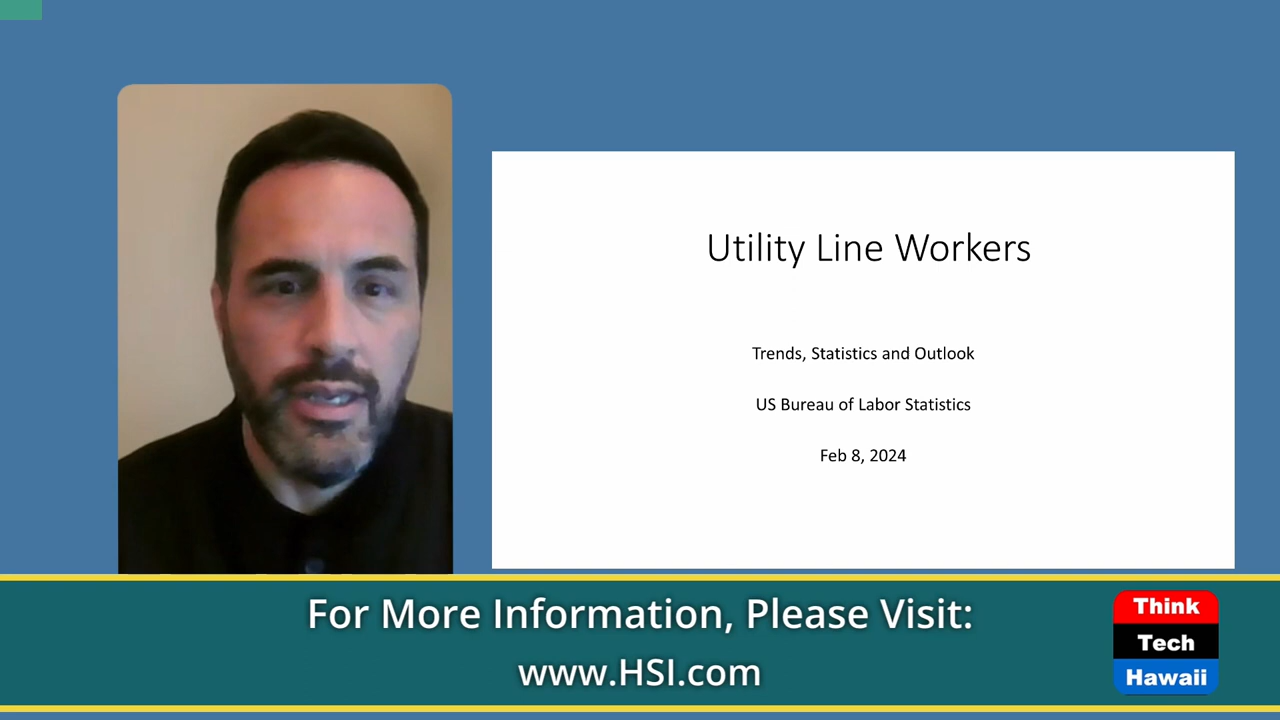 Utility Line Workers
Trends, Statistics and Outlook
US Bureau of Labor Statistics
Feb 8, 2024
For More Information, Please Visit:
www.HSI.com
Think
Tech
Hawaii